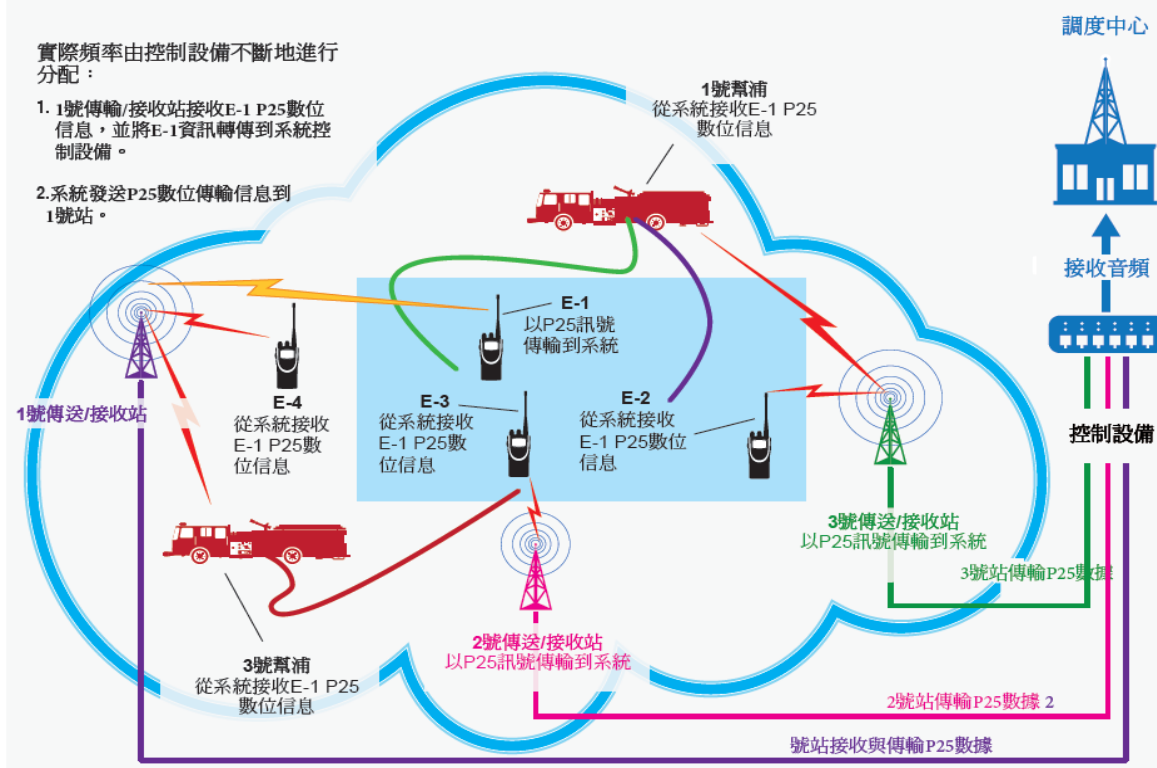 實際頻率由控制設備不斷地進行
分配：
1. 1號傳輸/接收站接收E-1 P25數位
信息，並將E-1資訊轉傳到系統控
制設備。
2.系統發送P25數位傳輸信息到
1號站。
調度中心
接收音頻
控制設備
1號幫浦
從系統接收E-1 P25
數位信息
E-1
以P25訊號
傳輸到系統
E-4
從系統接收
E-1 P25數
位信息
E-3
從系統接收
E-1 P25數
位信息
E-2
從系統接收
E-1 P25數位
信息
1號傳送/接收站
3號傳送/接收站
以P25訊號傳輸到系統
3號站傳輸P25數據
2號傳送/接收站
以P25訊號傳輸到系統
3號幫浦
從系統接收E-1 P25
數位信息
2號站傳輸P25數據 2
號站接收與傳輸P25數據